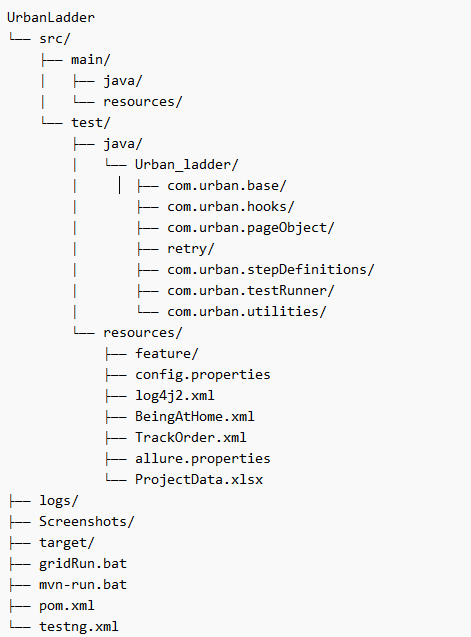 UrbanLadder
└── src/
    ├── main/
    │   ├── java/
    │   └── resources/
    └── test/
        ├── java/
        │   └── Urban_ladder/
        │     │ ├── com.urban.base/
        │       ├── com.urban.hooks/
        │       ├── com.urban.pageObject/
        │       ├── retry/
        │       ├── com.urban.stepDefinitions/
        │       ├── com.urban.testRunner/
        │       └── com.urban.utilities/
        └── resources/
            ├── feature/
            ├── config.properties
            ├── log4j2.xml
            ├── BeingAtHome.xml
            ├── TrackOrder.xml
            ├── allure.properties
            └── ProjectData.xlsx
├── logs/
├── Screenshots/
├── target/
├── gridRun.bat
├── mvn-run.bat
├── pom.xml
└── testng.xml